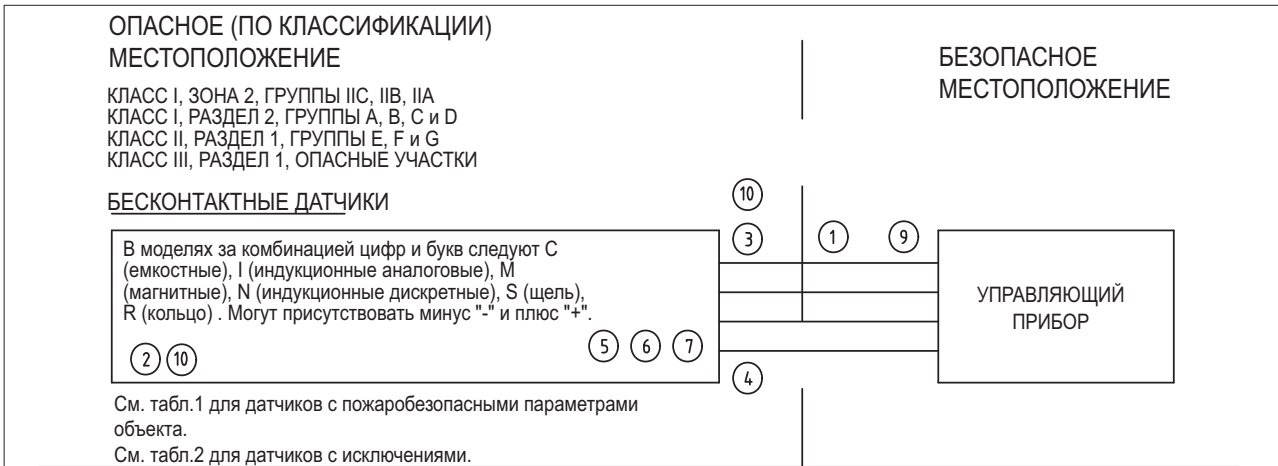 ОПАСНОЕ (ПО КЛАССИФИКАЦИИ)
МЕСТОПОЛОЖЕНИЕ
БЕЗОПАСНОЕ
МЕСТОПОЛОЖЕНИЕ
КЛАСС I, ЗОНА 2, ГРУППЫ IIC, IIB, IIA
КЛАСС I, РАЗДЕЛ 2, ГРУППЫ A, B, C и D
КЛАСС II, РАЗДЕЛ 1, ГРУППЫ E, F и G
КЛАСС III, РАЗДЕЛ 1, ОПАСНЫЕ УЧАСТКИ
БЕСКОНТАКТНЫЕ ДАТЧИКИ
10
3
1 9
В моделях за комбинацией цифр и букв следуют C
(емкостные), I (индукционные аналоговые), M
(магнитные), N (индукционные дискретные), S (щель),
R (кольцо) . Могут присутствовать минус "-" и плюс "+".
2 10
5 6 7
4
УПРАВЛЯЮЩИЙ
ПРИБОР
См. табл.1 для датчиков с пожаробезопасными параметрами
объекта.
См. табл.2 для датчиков с исключениями.